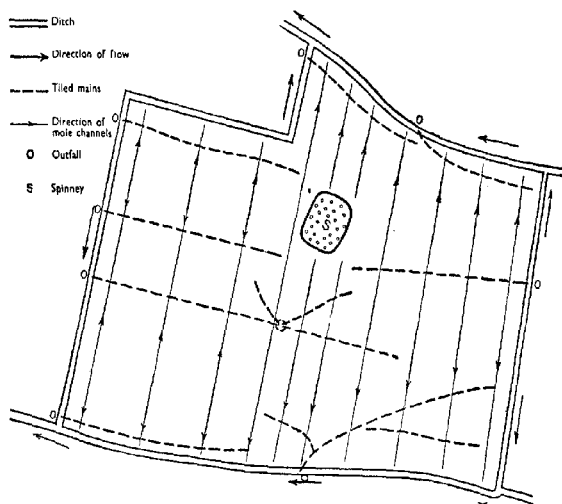 Ditch
Direction of flow
Tiled mains
Direction of
mole channels
O Outfall
S Spinney
O
O
O
S
O
O
O
O
O
O